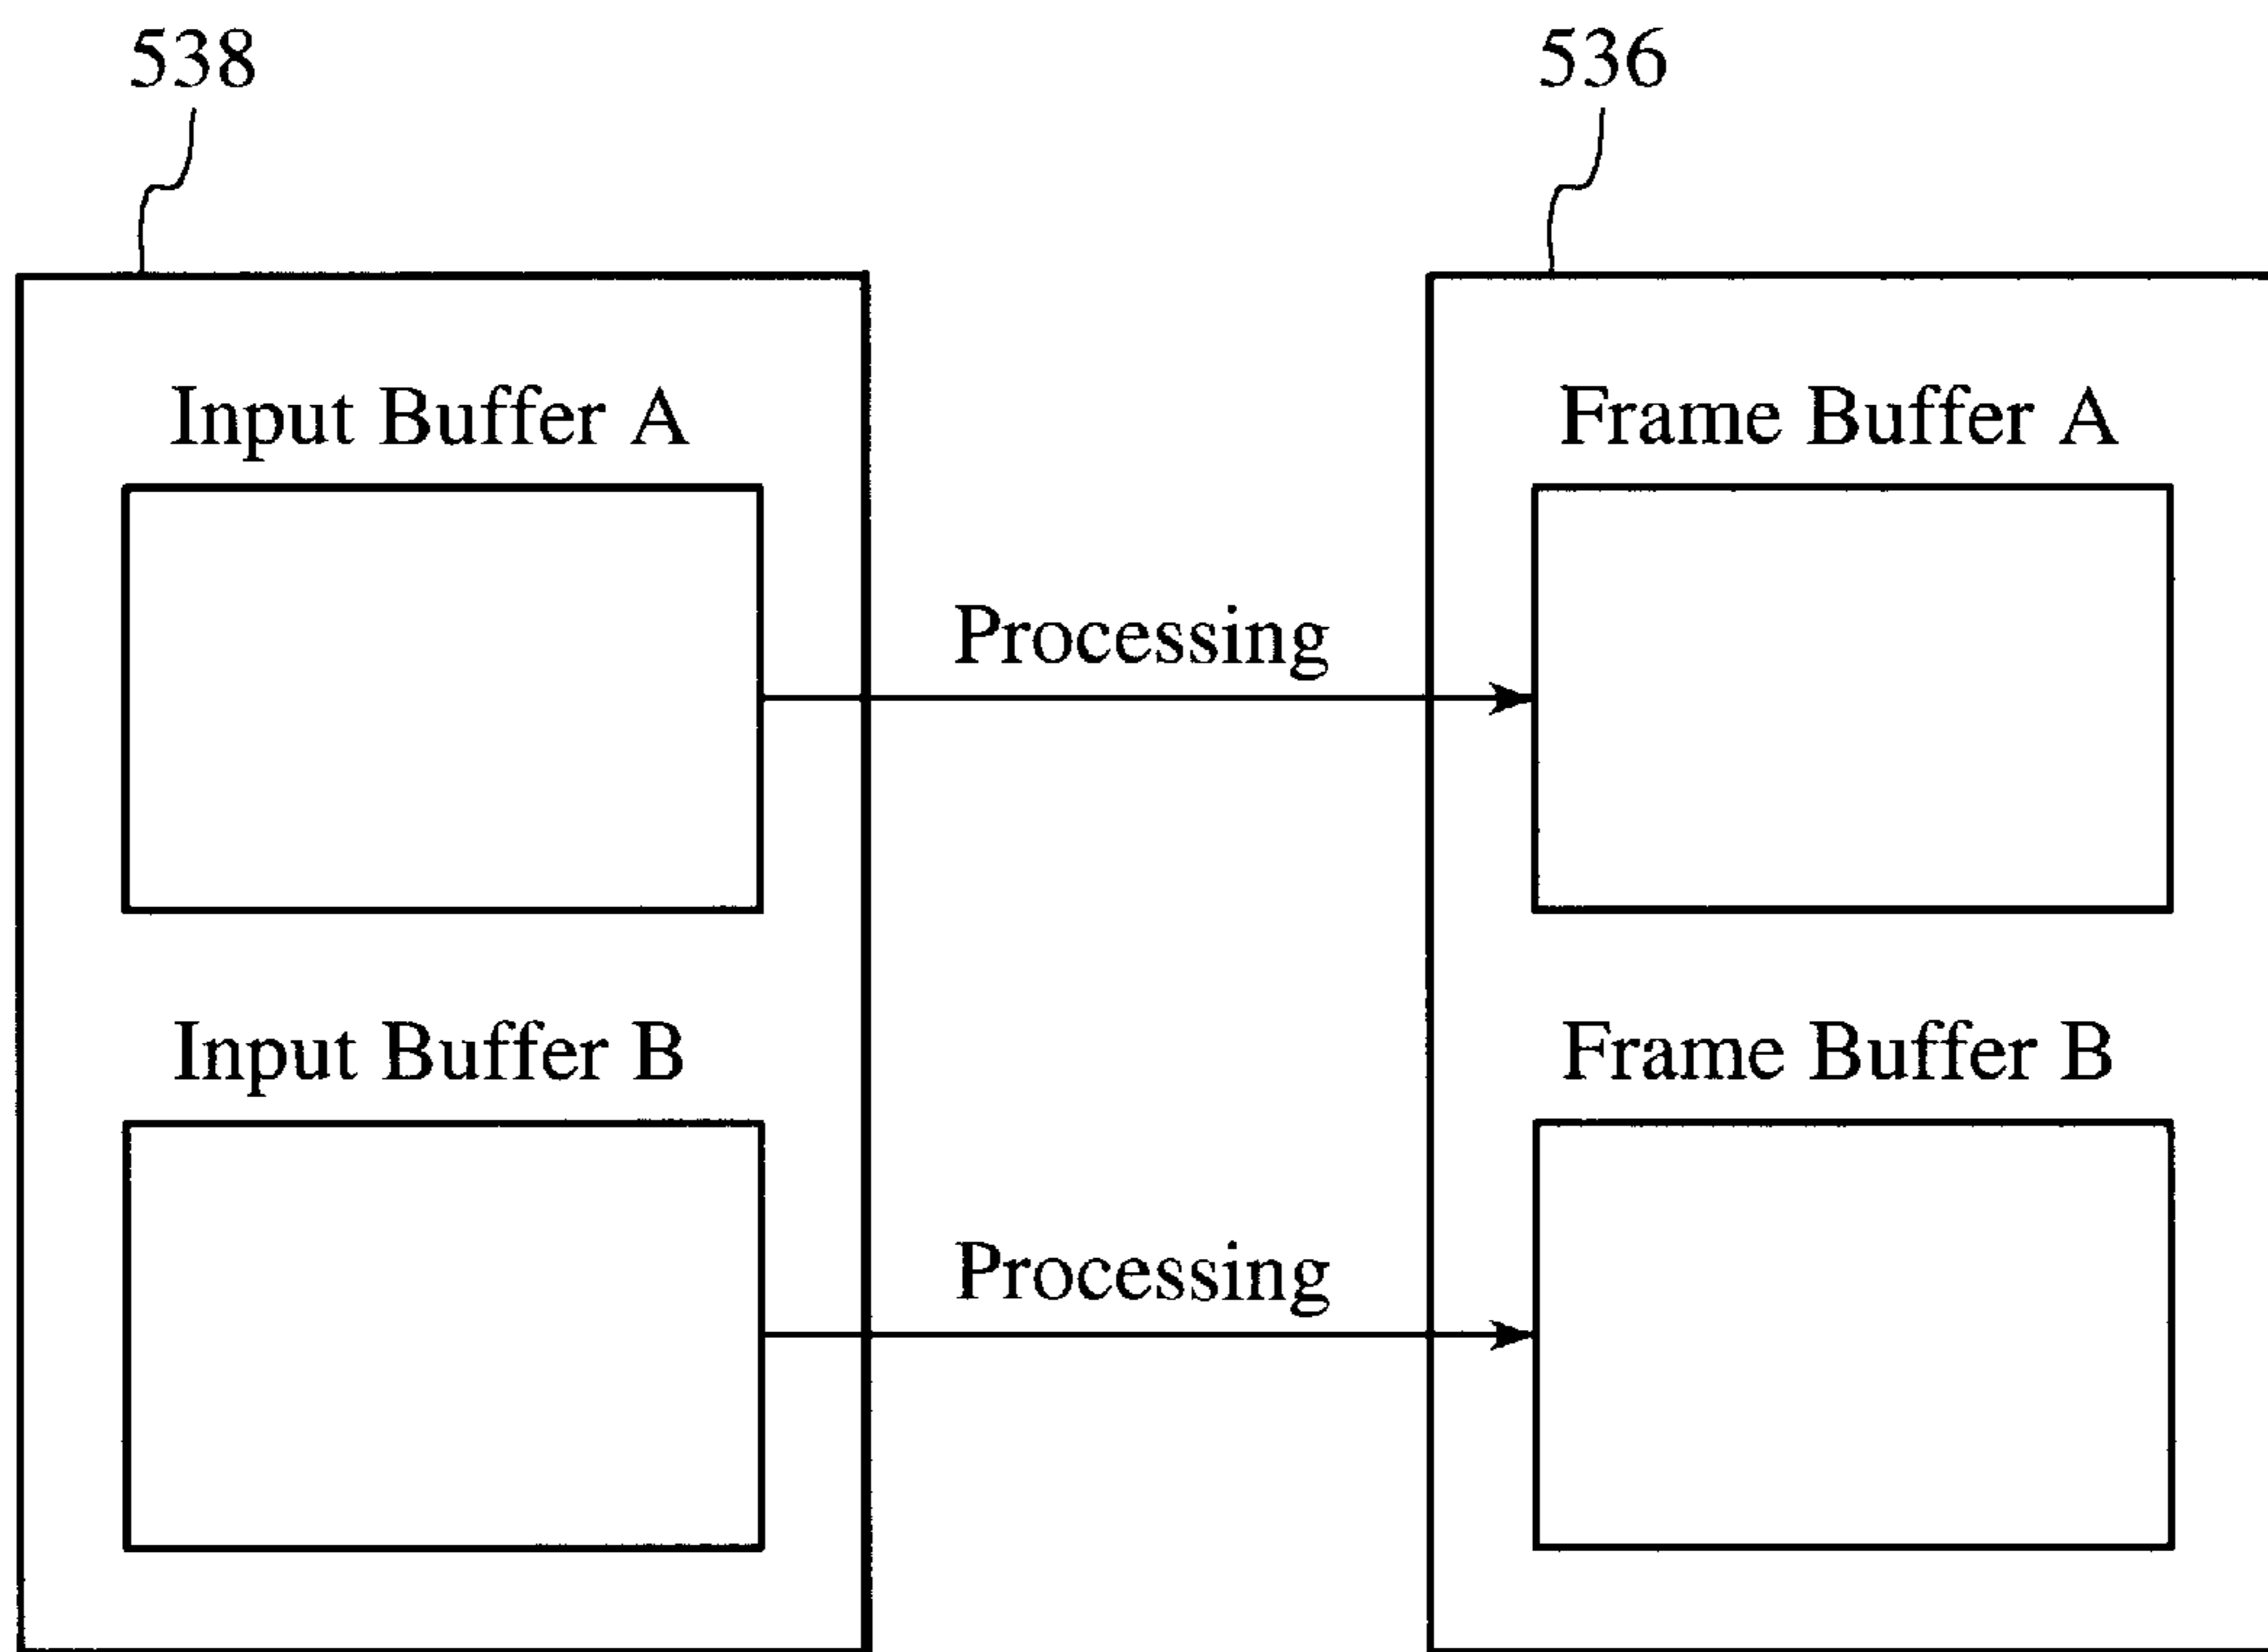 538
536
Input Buffer A
Frame Buffer A
Processing
Input Buffer B
Frame Buffer B
Processing